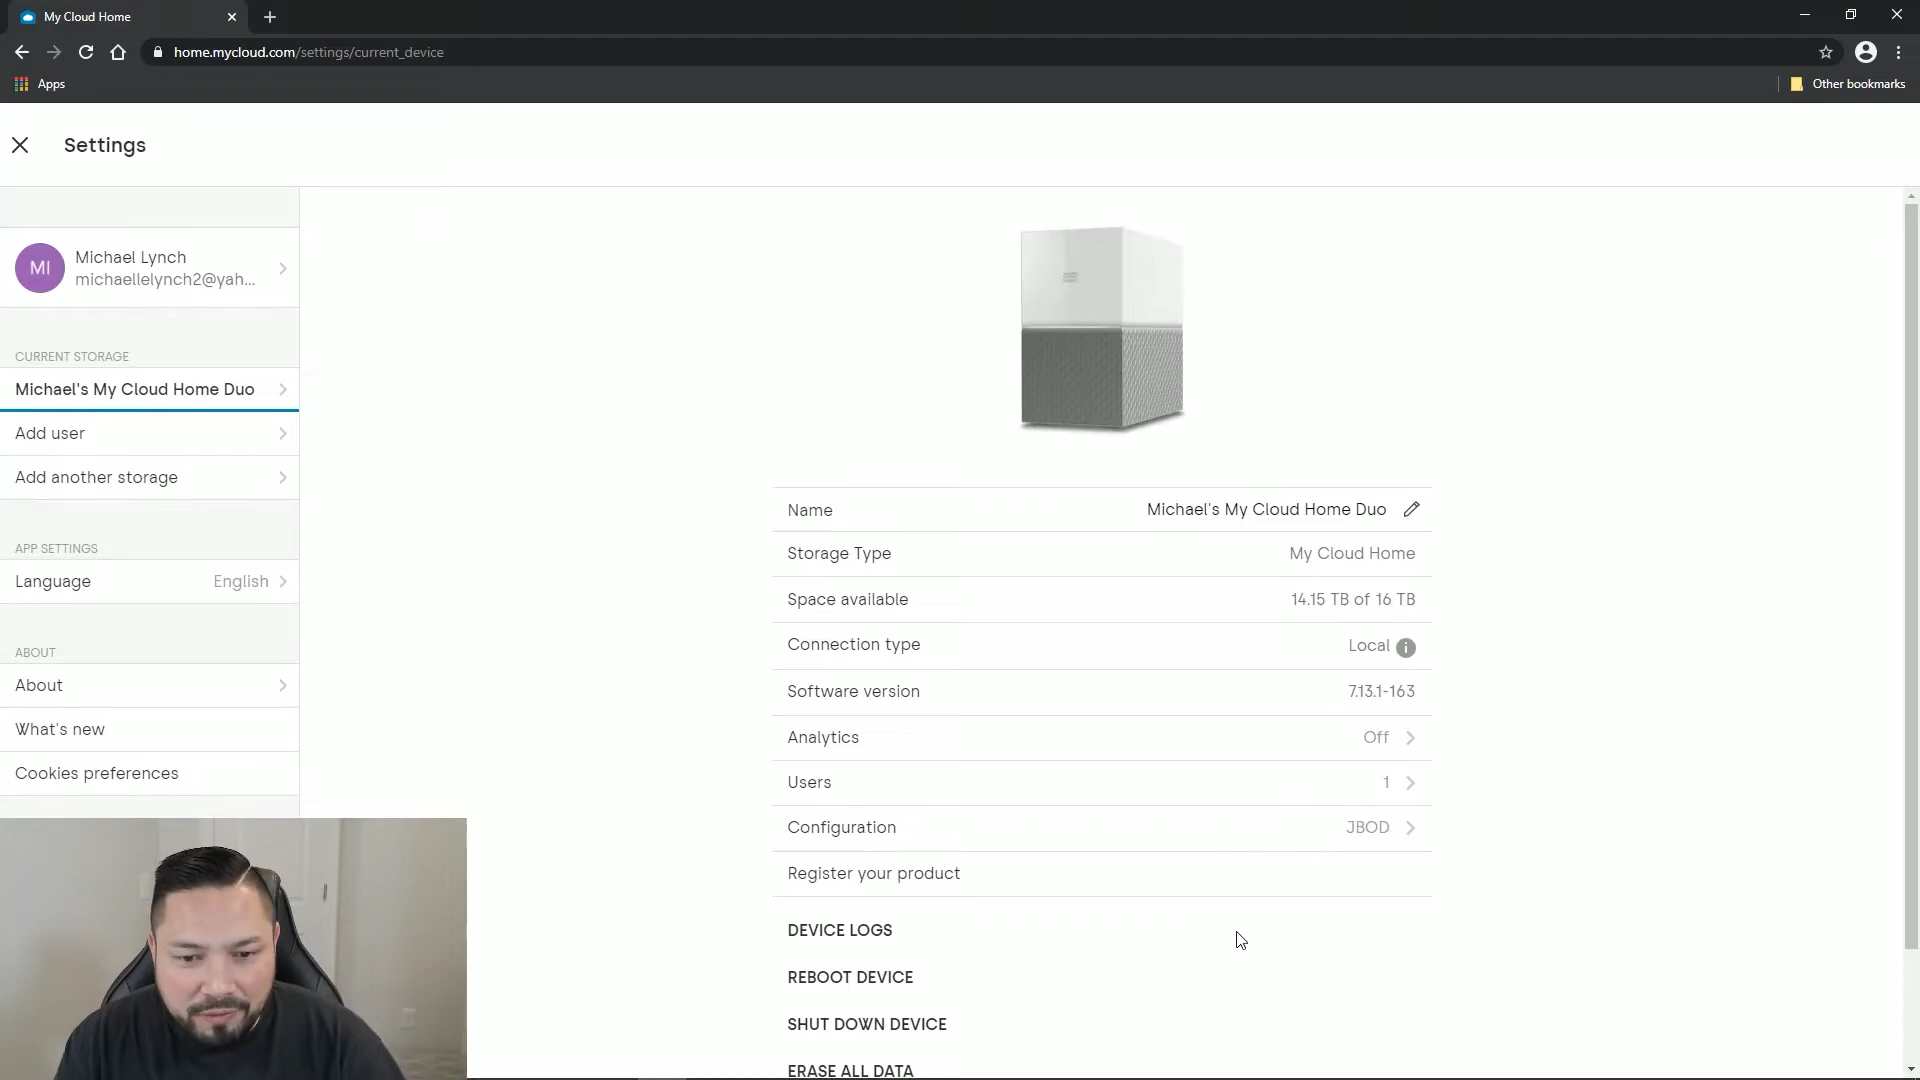 My Cloud Home
home.mycloud.com/settings/current_device
Apps
Other bookmarks
Settings
MI
Michael Lynch
michaellelynch2@yah...
CURRENT STORAGE
Michael's My Cloud Home Duo
Add user
Add another storage
APP SETTINGS
Language English
ABOUT
About
What's new
Cookies preferences
Name Michael's My Cloud Home Duo
Storage Type My Cloud Home
Space available 14.15 TB of 16 TB
Connection type Local
Software version 7.13.1-163
Analytics Off
Users 1
Configuration JBOD
Register your product
DEVICE LOGS
REBOOT DEVICE
SHUT DOWN DEVICE
ERASE ALL DATA